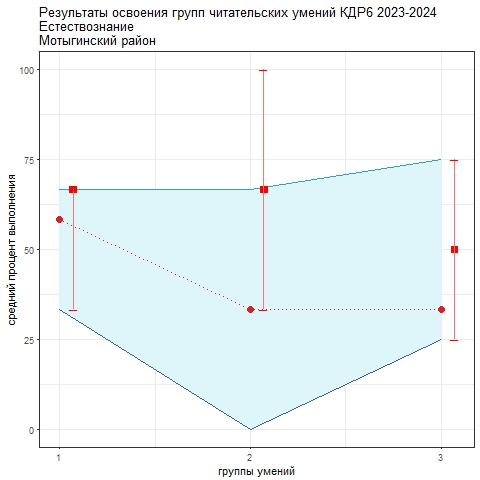 Результаты освоения групп читательских умений КДР6 2023-2024
Естествознание
Мотыгинский район
средний процент выполнения
100
75
50
25
0
1
2
3
группы умений